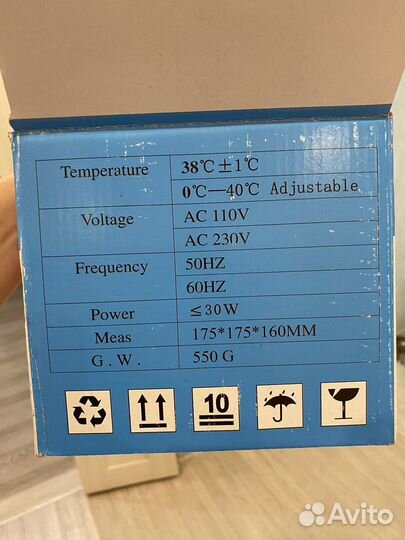 Temperature 38℃±1℃
0℃—40℃ Adjustable
Voltage AC 110V
AC 230V
Frequency 50HZ
60HZ
Power ≤30W
Meas 175*175*160MM
G . W . 550 G
10
Avito